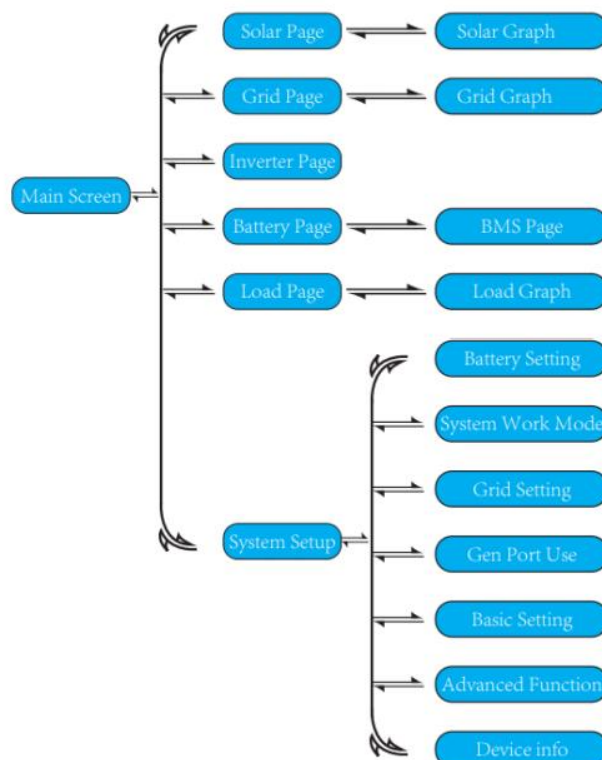 Solar Page
Solar Graph
Grid Page
Grid Graph
Inverter Page
Main Screen
Battery Page
BMS Page
Load Page
Load Graph
Battery Setting
System Work Mode
Grid Setting
System Setup
Gen Port Use
Basic Setting
Advanced Function
Device info